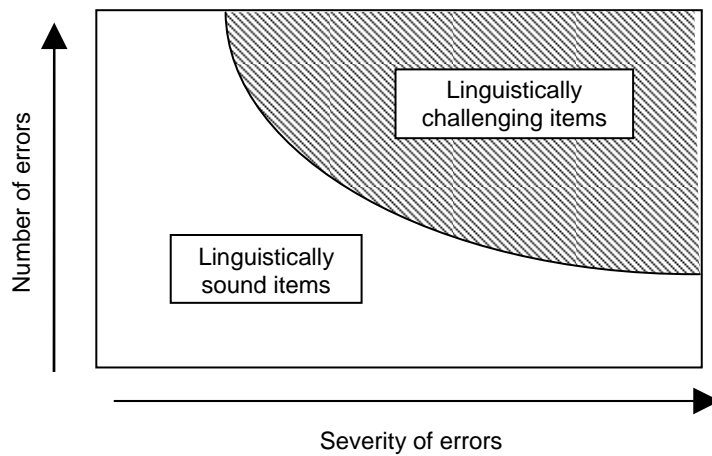 Number of errors
Linguistically
challenging items
Linguistically
sound items
Severity of errors